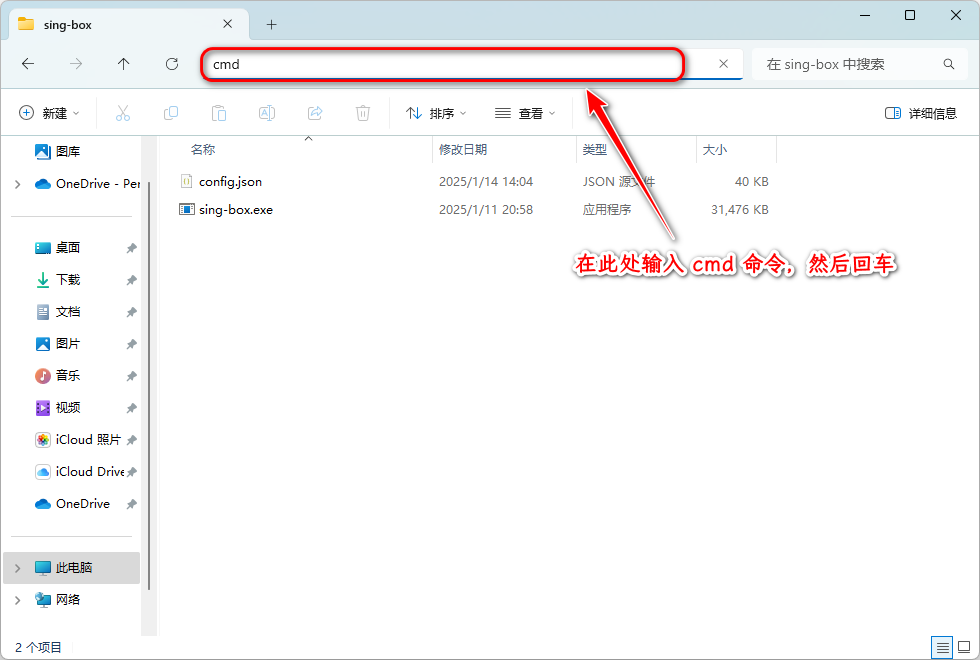 sing-box
cmd
在 sing-box 中搜索
新建
排序
查看
详细信息
图库
OneDrive - Per
桌面
下载
文档
图片
音乐
视频
iCloud 照片
iCloud Drive
OneDrive
此电脑
网络
名称 修改日期 类型 大小
config.json 2025/1/14 14:04 JSON 源文件 40 KB
sing-box.exe 2025/1/11 20:58 应用程序 31,476 KB
在此处输入 cmd 命令，然后回车
2 个项目